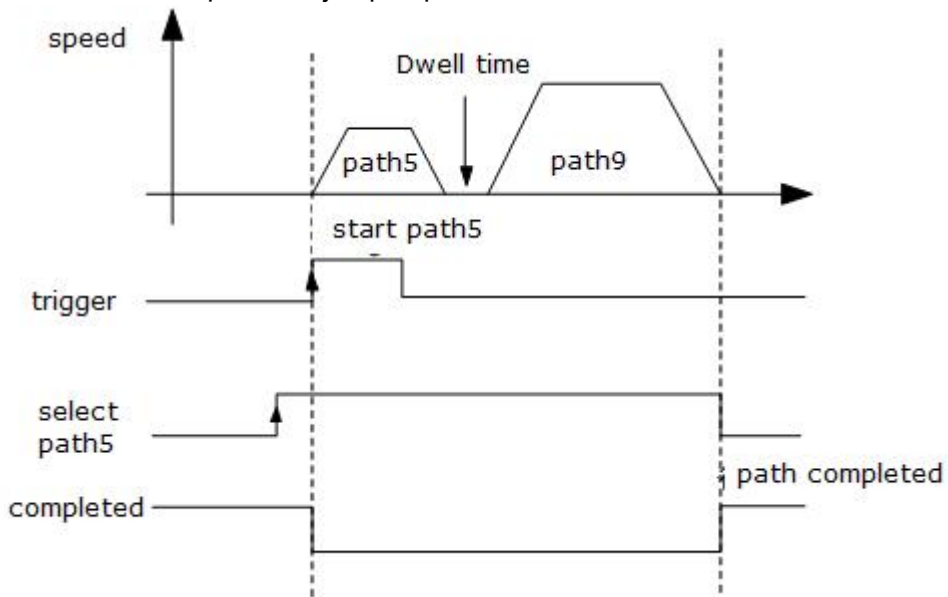 speed
Dwell time
path5
path9
start path5
trigger
select
path5
path completed
completed